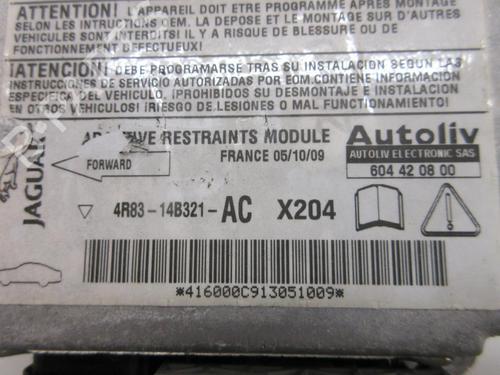 ATTENTION! L'APPAREIL DOIT ETRE PROGRAMME APRES MONTAGE
SELON LES INSTRUCTIONS OEM. LA DEPOSE ET LE MONTAGE SUR D'AUTRES
VEHICULES SONT INTERDITS! IL Y A RISQUE DE BLESSURE OU DE
FONCTIONNEMENT DEFECTUEUX!
¡ATENCION! DEBE PROGRAMARSE TRAS SU INSTALACION SEGUN LAS
INSTRUCCIONES DE SERVICIO AUTORIZADAS POR EOM.CONTIENE INFORMACION
ESPECIFICA DEL VEHICULO. ¡PROHIBIDOS SU DESMONTAJE E INSTALACION
EN OTROS VEHICULOS! ¡RIESGO DE LESIONES O MAL FUNCIONAMIENTO!
JAGUAR
FORWARD
RESTRAINTS MODULE
FRANCE 05/10/09
Autoliv
AUTOLIV ELECTRONIC SAS
604 42 08 00
4R83-14B321-AC X204
*416000C913051009*